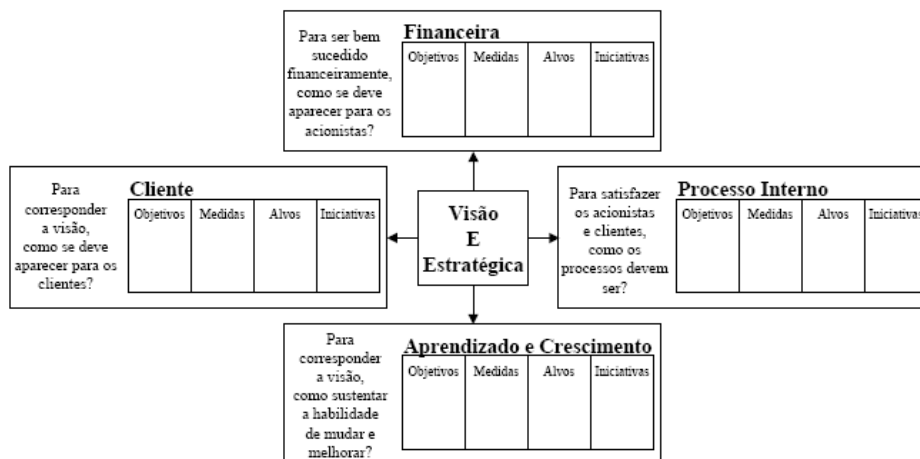 Para ser bem
sucedido
financeiramente,
como se deve
aparecer para os
acionistas?
Financeira
Objetivos Medidas Alvos Iniciativas
Para
corresponder
a visão,
como se deve
aparecer para os
clientes?
Cliente
Objetivos Medidas Alvos Iniciativas
Visão
E
Estratégica
Para satisfazer
os acionistas
e clientes,
como os
processos devem
ser?
Processo Interno
Objetivos Medidas Alvo Iniciativas
Para
corresponder
a visão,
como sustentar
a habilidade
de mudar e
melhorar?
Aprendizado e Crescimento
Objetivos Medidas Alvos Iniciativas